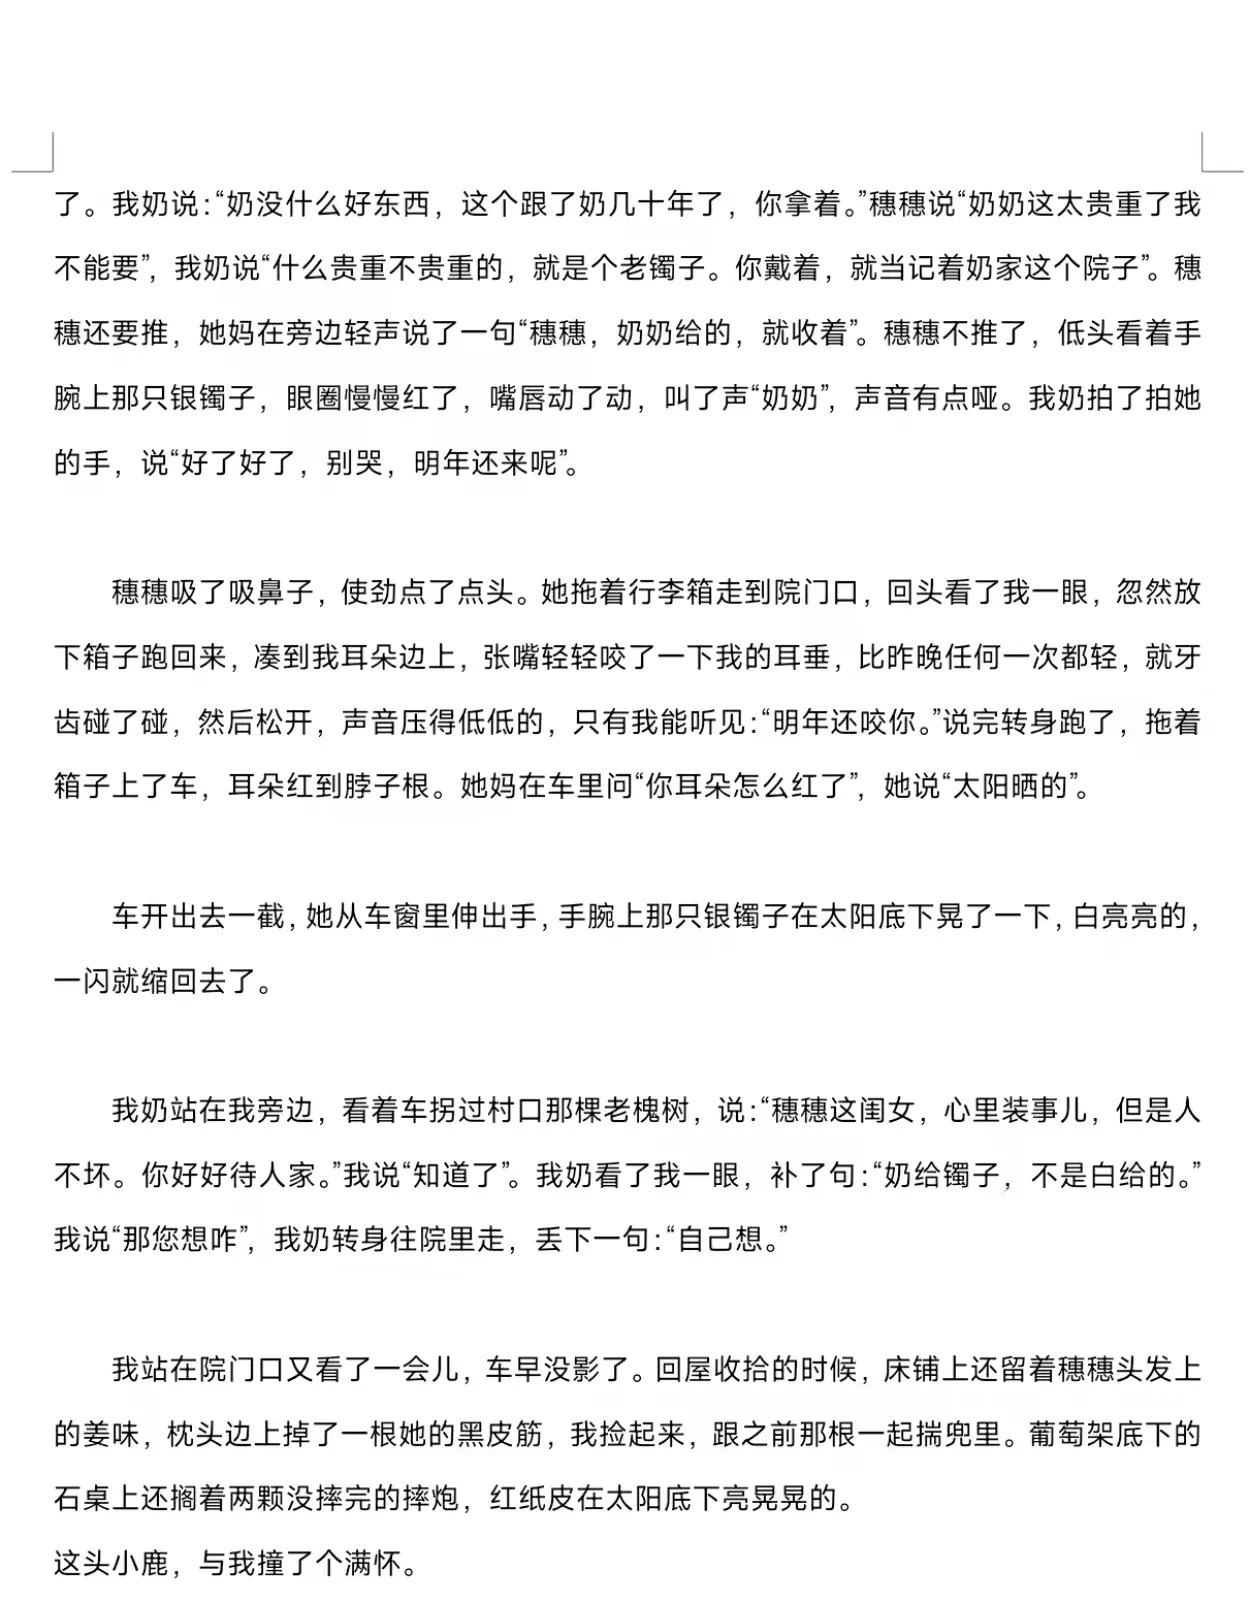 了。我奶说：“奶没什么好东西，这个跟了奶几十年了，你拿着。”穗穗说“奶奶这太贵重了我
不能要”，我奶说“什么贵重不贵重的，就是个老镯子。你戴着，就当记着奶家这个院子”。穗
穗还要推，她妈在旁边轻声说了一句“穗穗，奶奶给的，就收着”。穗穗不推了，低头看着手
腕上那只银镯子，眼圈慢慢红了，嘴唇动了动，叫了声“奶奶”，声音有点哑。我奶拍了拍她
的手，说“好了好了，别哭，明年还来呢”。
穗穗吸了吸鼻子，使劲点了点头。她拖着行李箱走到院门口，回头看了我一眼，忽然放
下箱子跑回来，凑到我耳朵边上，张嘴轻轻咬了一下我的耳垂，比昨晚任何一次都轻，就牙
齿碰了碰，然后松开，声音压得低低的，只有我能听见：“明年还咬你。”说完转身跑了，拖着
箱子上了车，耳朵红到脖子根。她妈在车里问“你耳朵怎么红了”，她说“太阳晒的”。
车开出去一截，她从车窗里伸出手，手腕上那只银镯子在太阳底下晃了一下，白亮亮的，
一闪就缩回去了。
我奶站在我旁边，看着车拐过村口那棵老槐树，说：“穗穗这闺女，心里装事儿，但是人
不坏。你好好待人家。”我说“知道了”。我奶看了我一眼，补了句：“奶给镯子，不是白给的。”
我说“那您想咋”，我奶转身往院里走，丢下一句：“自己想。”
我站在院门口又看了一会儿，车早没影了。回屋收拾的时候，床铺上还留着穗穗头发上
的姜味，枕头边上掉了一根她的黑皮筋，我捡起来，跟之前那根一起揣兜里。葡萄架底下的
石桌上还搁着两颗没摔完的摔炮，红纸皮在太阳底下亮晃晃的。
这头小鹿，与我撞了个满怀。